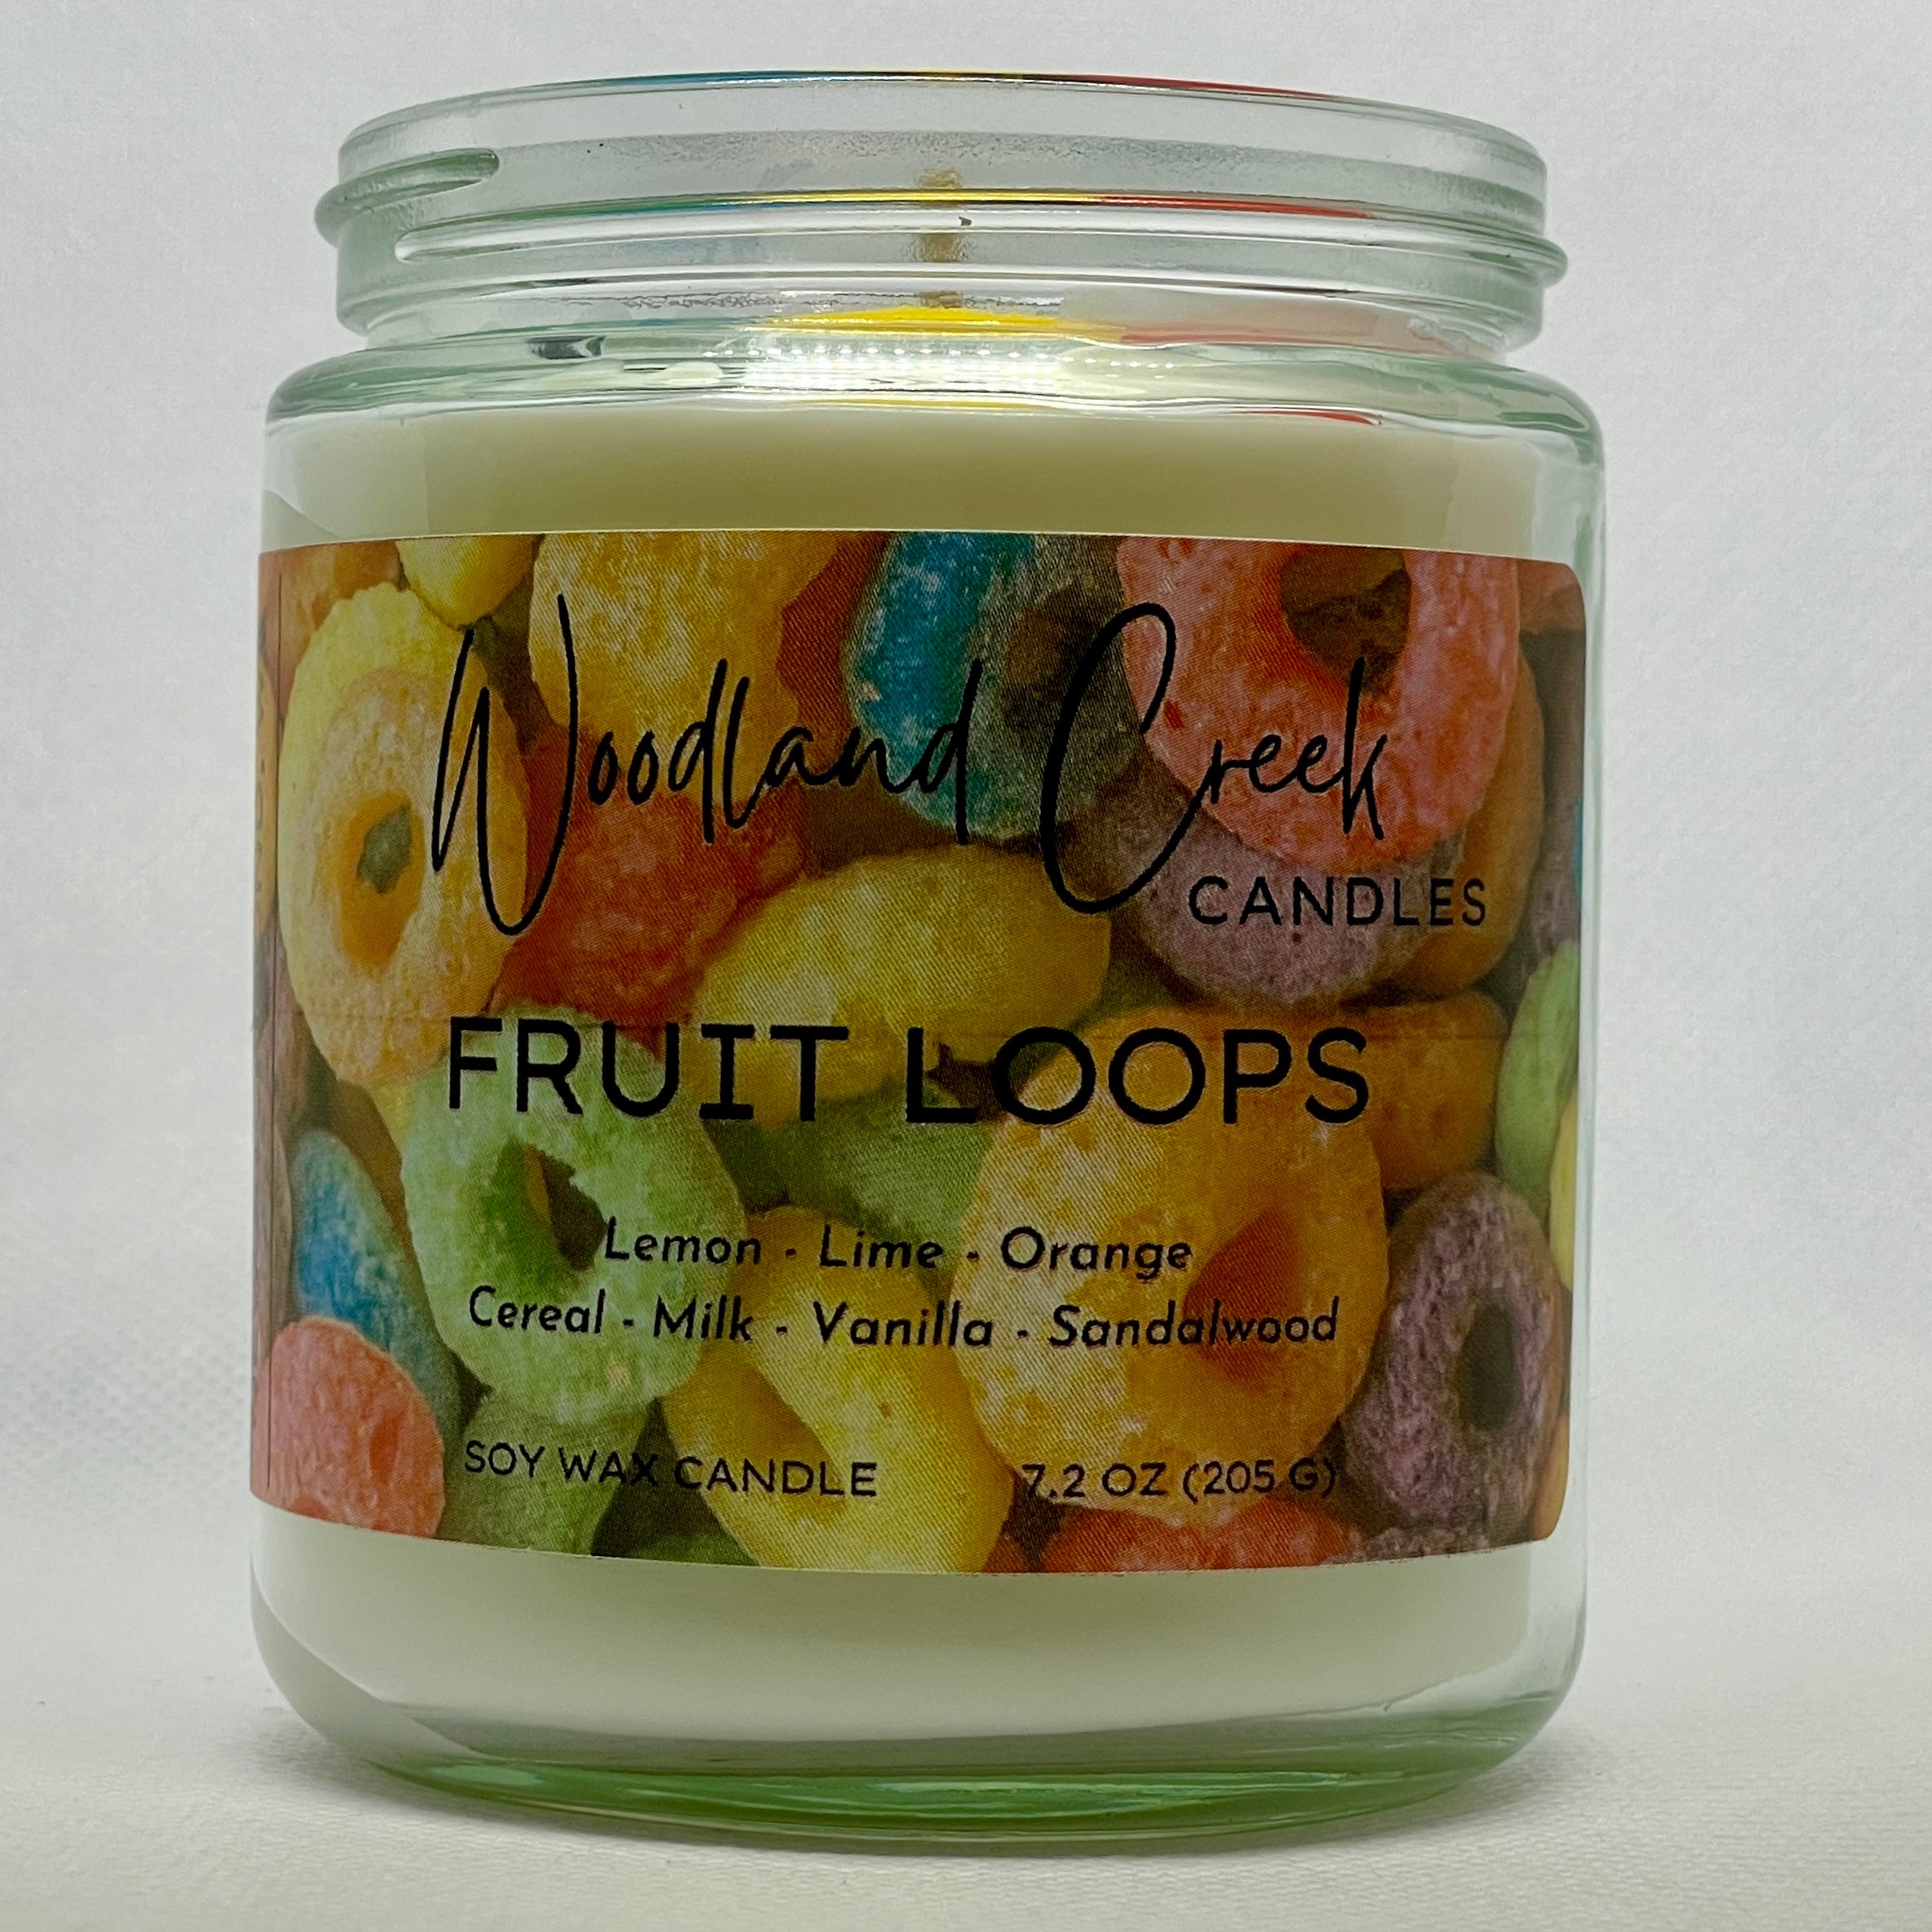 Woodland Creek
CANDLES
FRUIT LOOPS
Lemon - Lime - Orange
Cereal - Milk - Vanilla - Sandalwood
SOY WAX CANDLE 7.2 OZ (205 G)